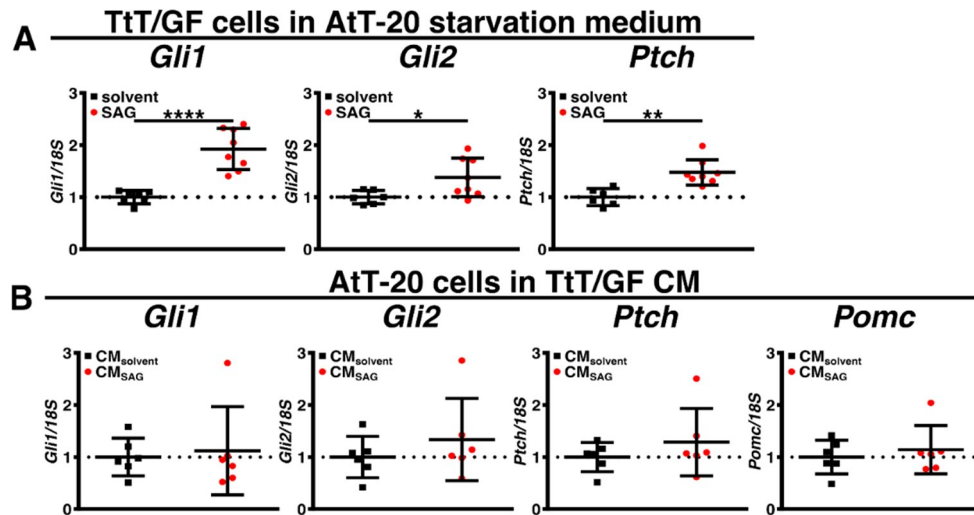 A
TtT/GF cells in AtT-20 starvation medium
Gli1 Gli2 Ptch
Gli1/18S
3
2
1
0
solvent
SAG
****
Gli2/18S
3
2
1
0
solvent
SAG
*
Ptch/18S
3
2
1
0
solvent
SAG
**
B
AtT-20 cells in TtT/GF CM
Gli1 Gli2 Ptch Pomc
Gli1/18S
3
2
1
0
CMsolvent
CMSAG
Gli2/18S
3
2
1
0
CMsolvent
CMSAG
Ptch/18S
3
2
1
0
CMsolvent
CMSAG
Pomc/18S
3
2
1
0
CMsolvent
CMSAG